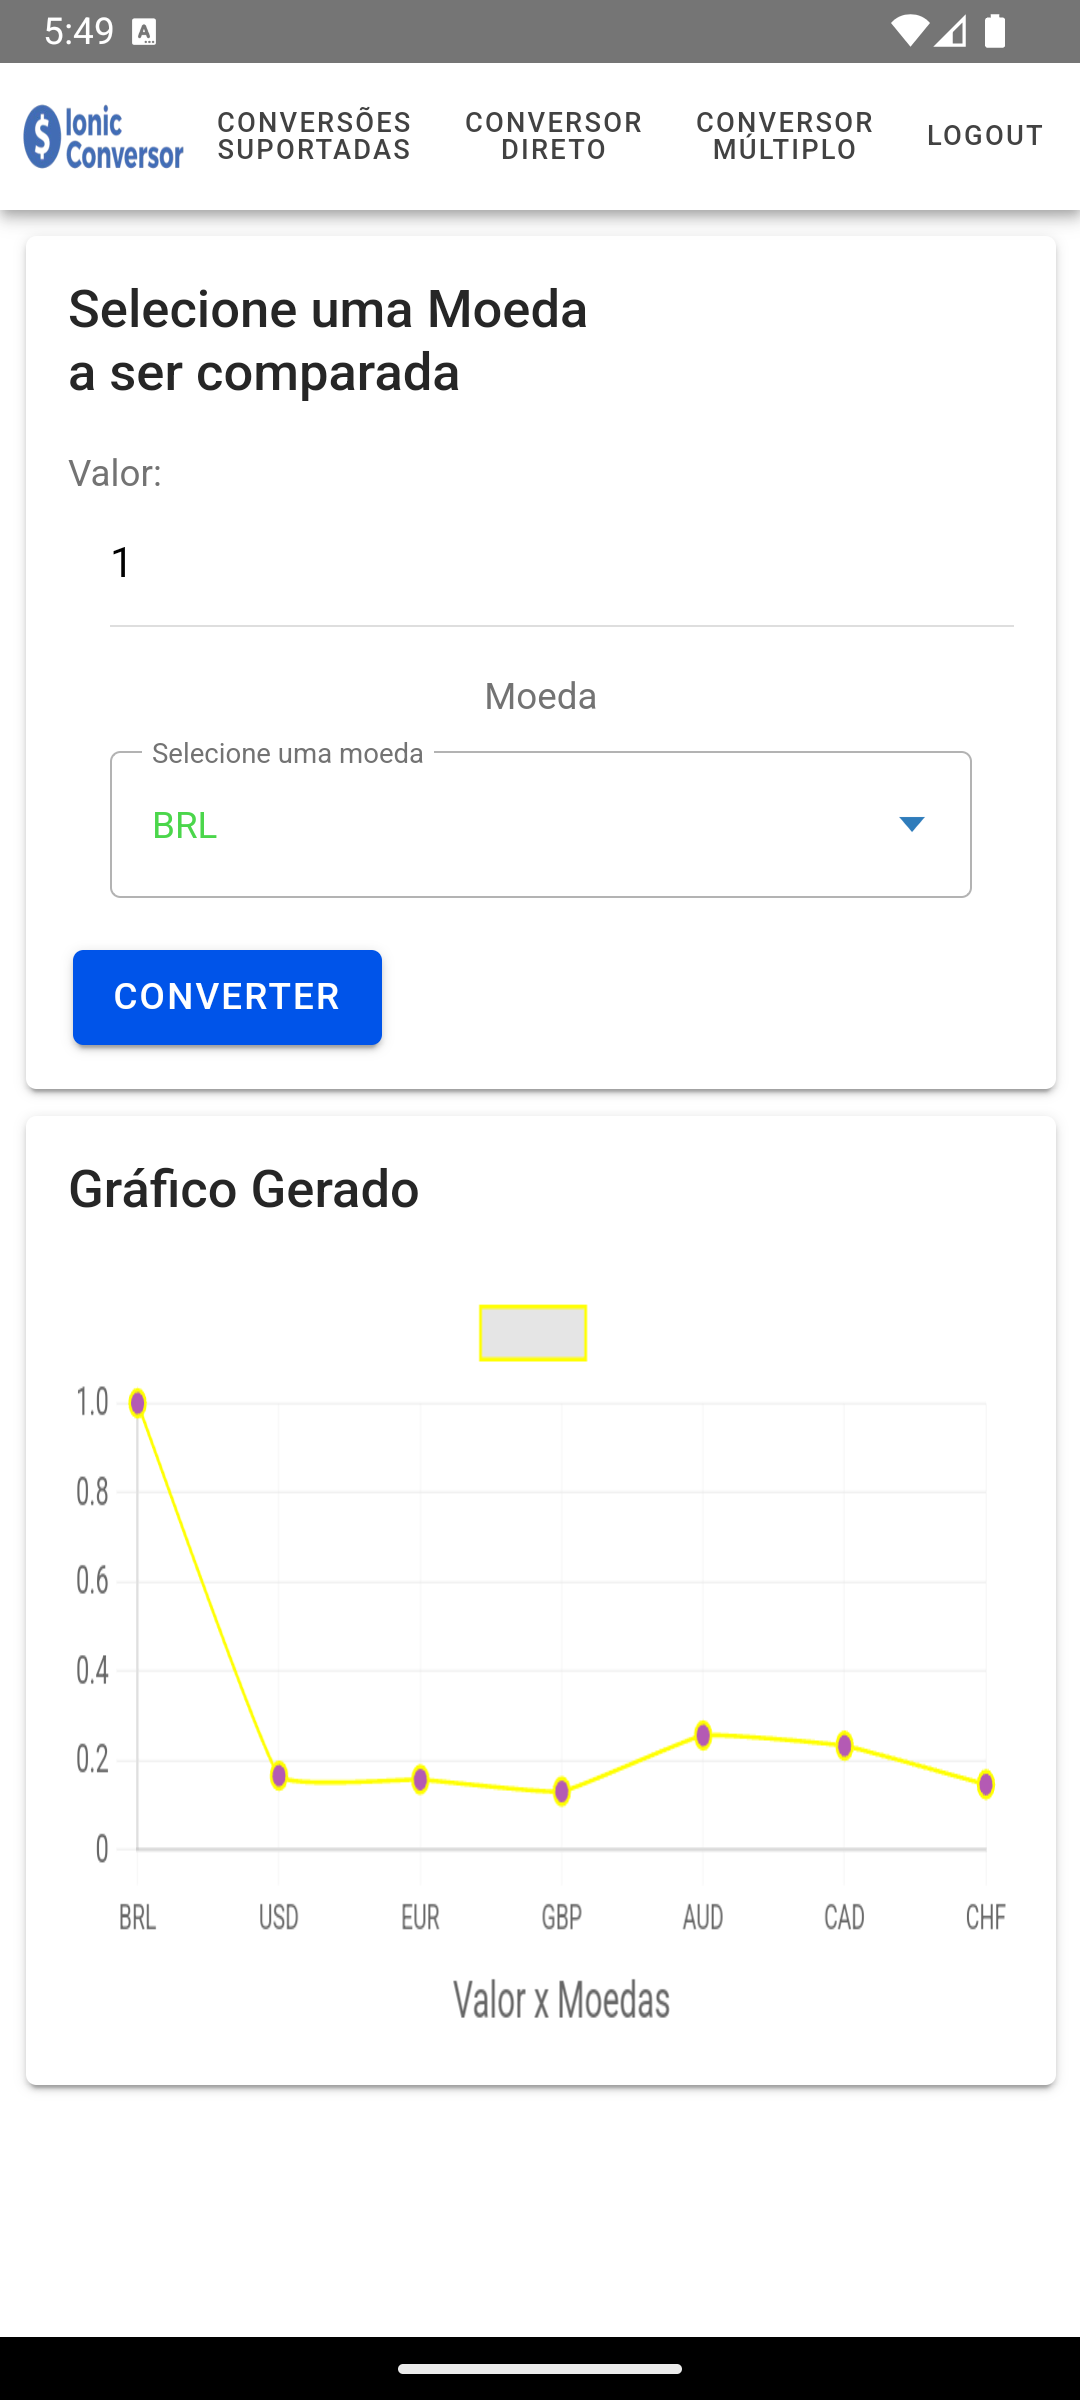 5:49
Ionic
Conversor
CONVERSÕES
SUPORTADAS
CONVERSOR
DIRETO
CONVERSOR
MÚLTIPLO
LOGOUT
Selecione uma Moeda
a ser comparada
Valor:
1
Moeda
Selecione uma moeda
BRL
CONVERTER
Gráfico Gerado
1.0
0.8
0.6
0.4
0.2
0
BRL USD EUR GBP AUD CAD CHF
Valor x Moedas